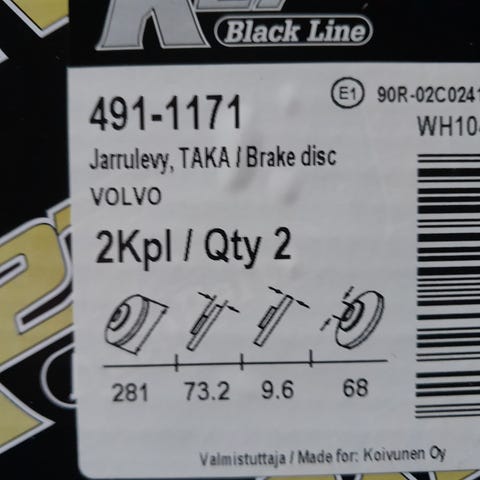 Black Line
491-1171
E1 90R-02C0241
WH10
Jarrulevy, TAKA / Brake disc
VOLVO
2Kpl / Qty 2
281 73.2 9.6 68
Valmistuttaja / Made for: Koivunen Oy